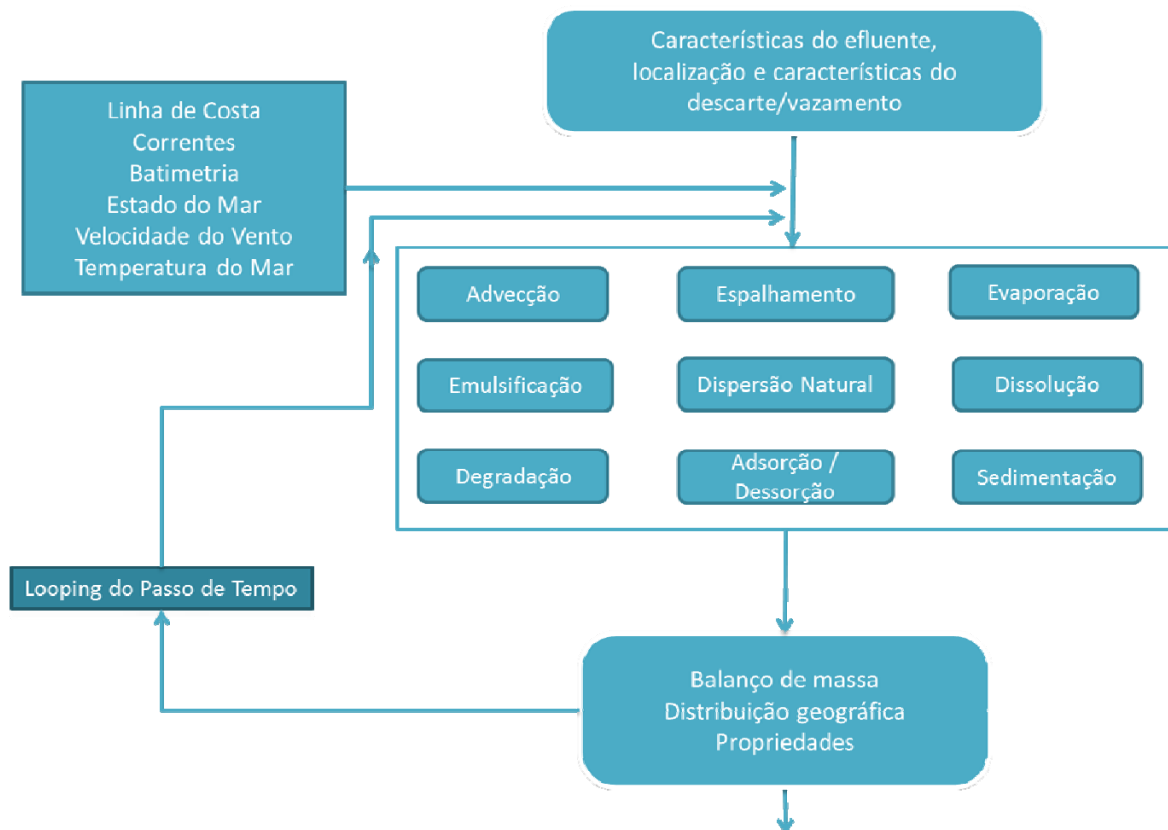 Características do efluente,
localização e características do
descarte/vazamento
Linha de Costa
Correntes
Batimetria
Estado do Mar
Velocidade do Vento
Temperatura do Mar
Advecção
Espalhamento
Evaporação
Emulsificação
Dispersão Natural
Dissolução
Degradação
Adsorção /
Dessorção
Sedimentação
Looping do Passo de Tempo
Balanço de massa
Distribuição geográfica
Propriedades